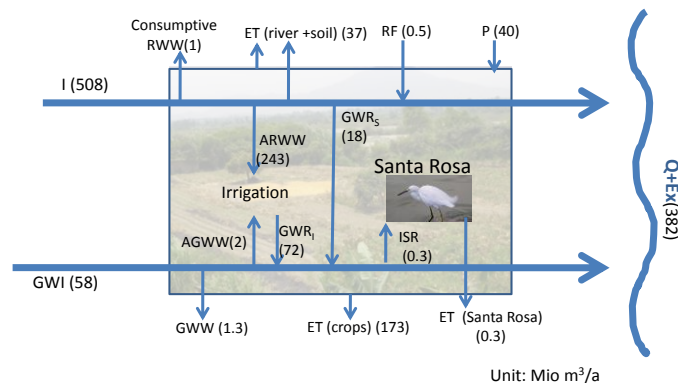 Consumptive
RWW(1)
ET (river +soil) (37)
RF (0.5)
P (40)
I (508)
GWRS
(18)
ARWW
(243)
Santa Rosa
Irrigation
Q+Ex(382)
AGWW(2)
GWRI
(72)
ISR
(0.3)
GWI (58)
GWW (1.3)
ET (crops) (173)
ET (Santa Rosa)
(0.3)
Unit: Mio m³/a